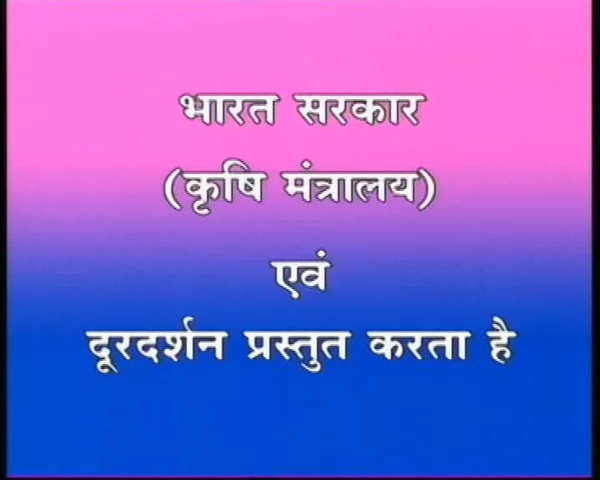 भारत सरकार
(कृषि मंत्रालय)
एवं
दूरदर्शन प्रस्तुत करता है